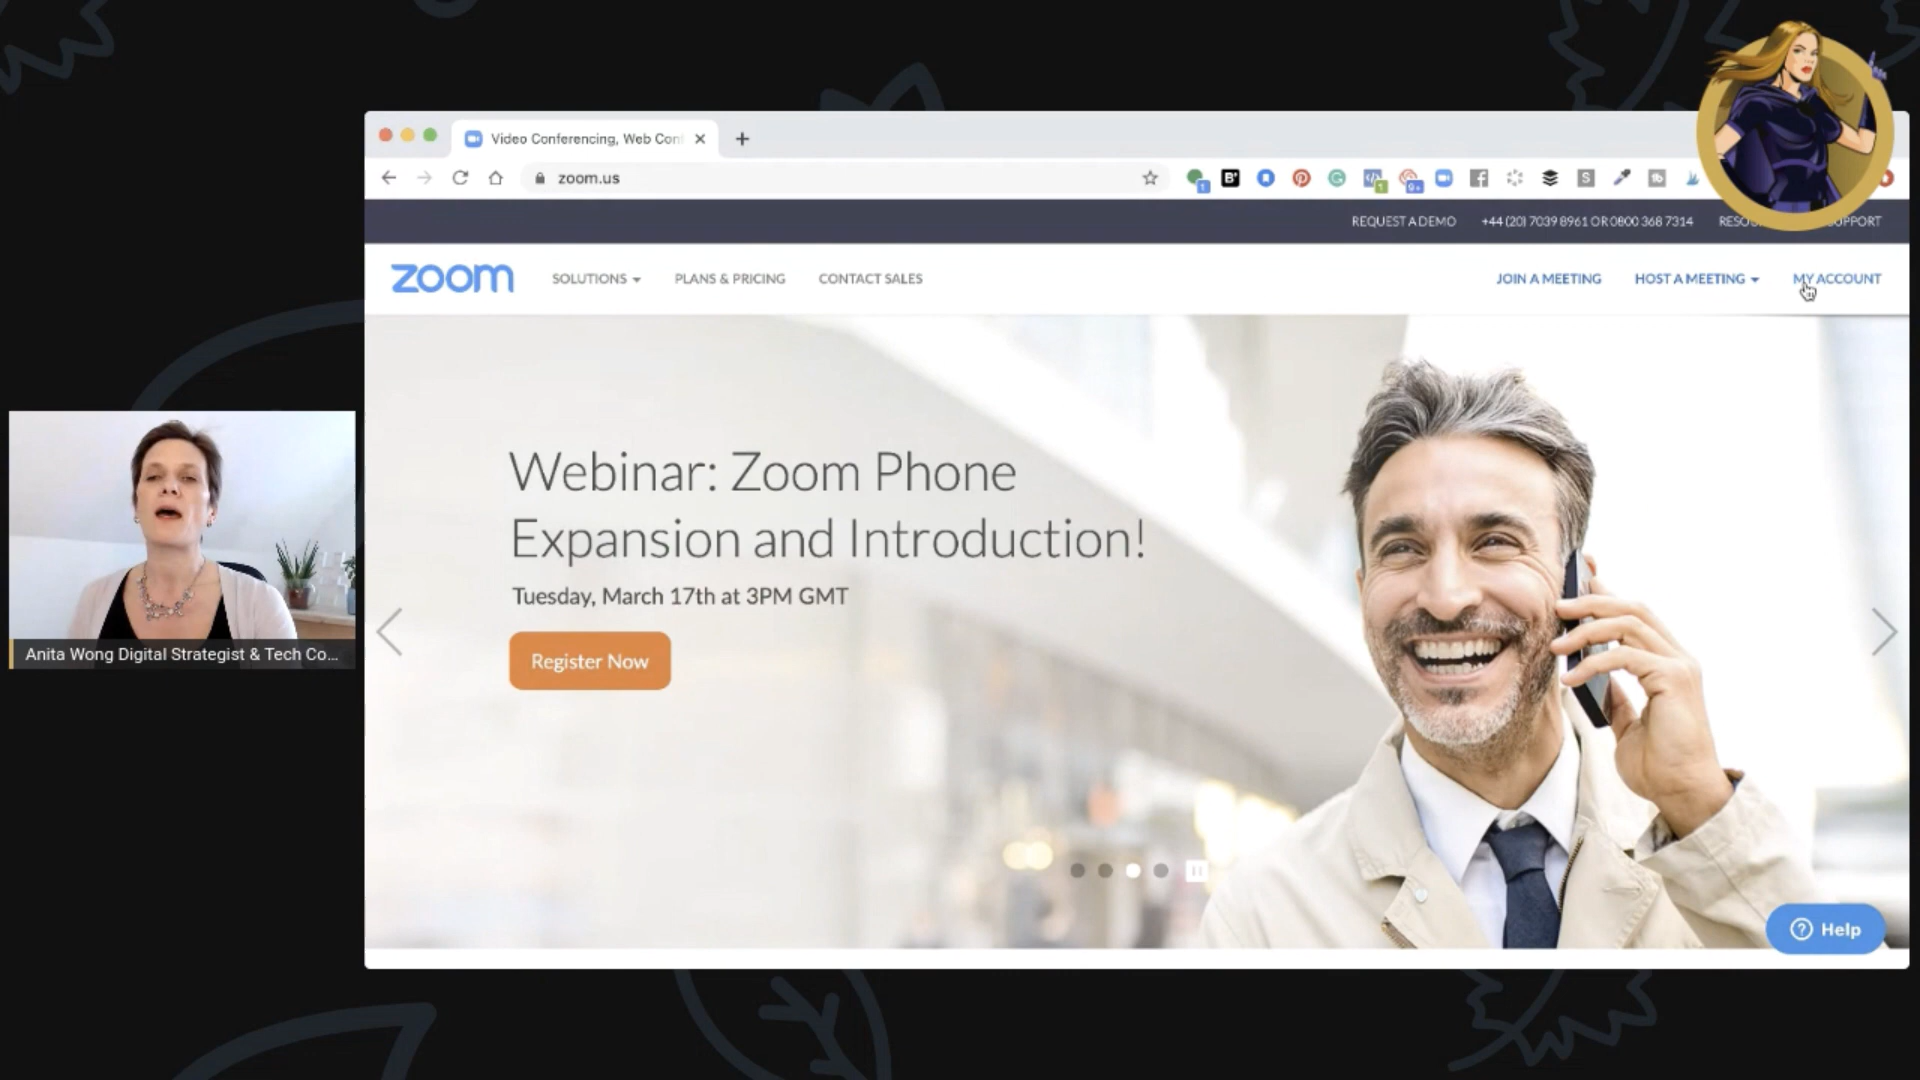 Video Conferencing, Web Con
zoom.us
REQUEST A DEMO
+44 (20) 7039 8961 OR 0800 368 7314
zoom
SOLUTIONS
PLANS & PRICING
CONTACT SALES
JOIN A MEETING
HOST A MEETING
MY ACCOUNT
Webinar: Zoom Phone
Expansion and Introduction!
Tuesday, March 17th at 3PM GMT
Register Now
Anita Wong Digital Strategist & Tech Co...
Help